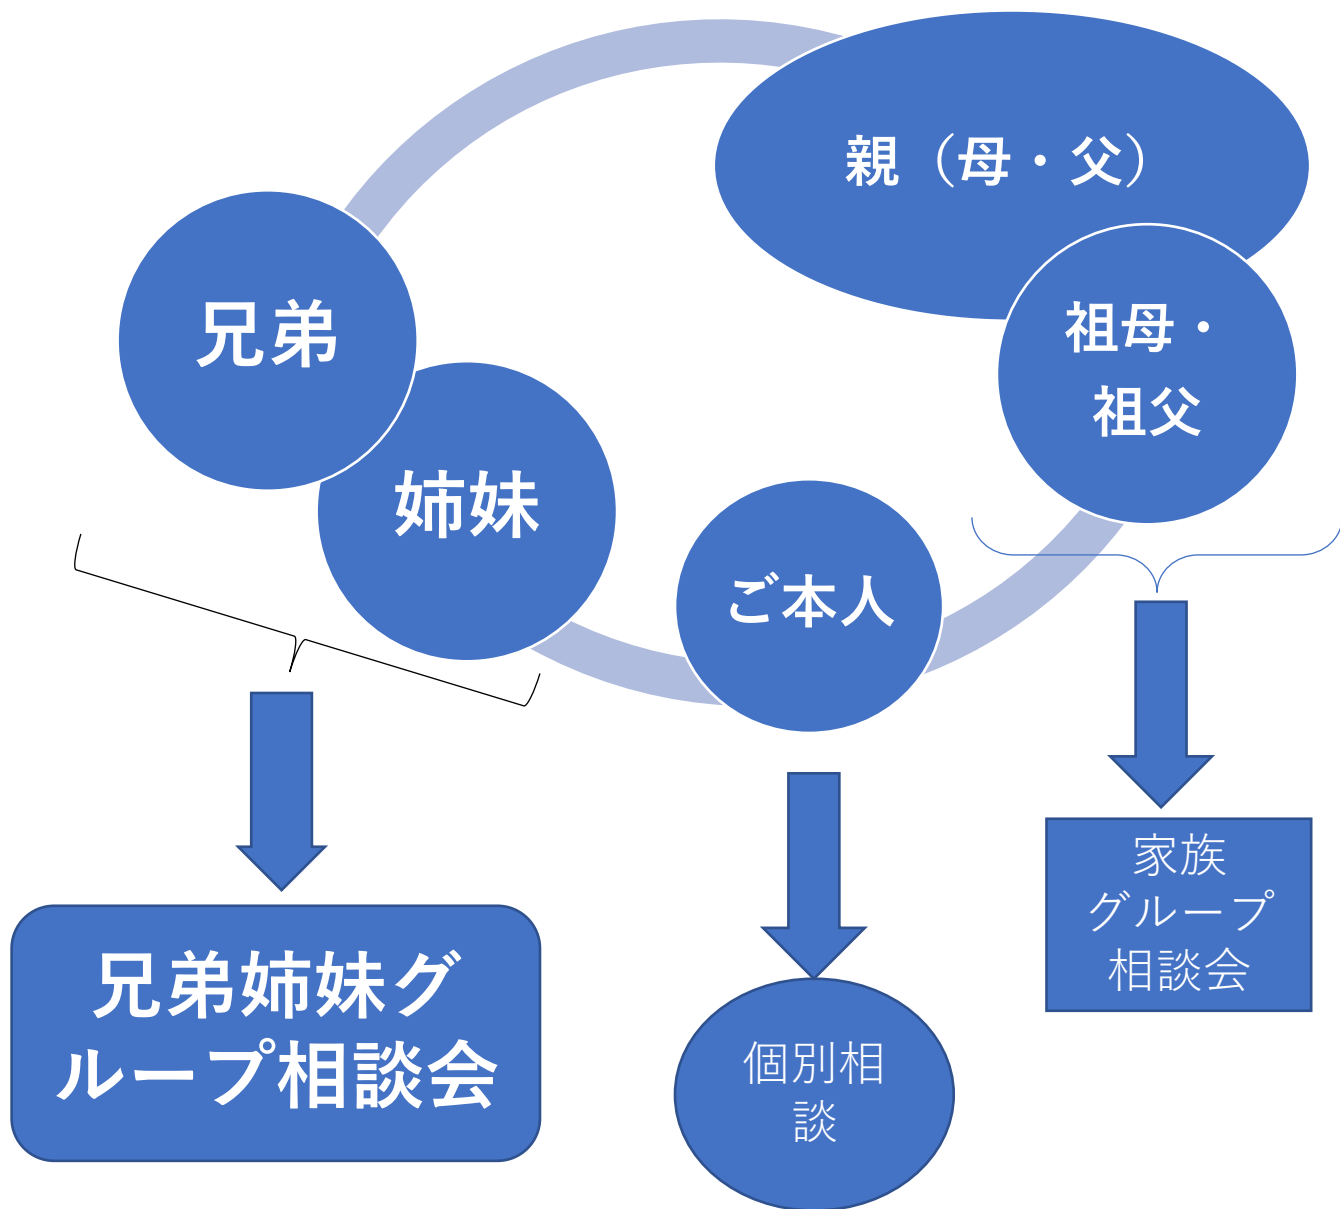 親（母・父）
兄弟
祖母・
祖父
姉妹
ご本人
家族
グループ
相談会
兄弟姉妹グ
ループ相談会
個別相
談